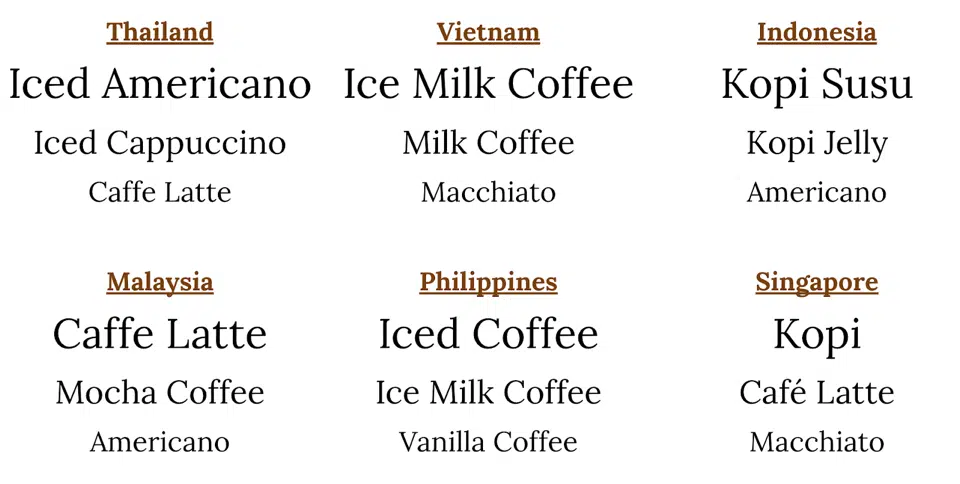 Thailand
Iced Americano
Iced Cappuccino
Caffe Latte
Vietnam
Ice Milk Coffee
Milk Coffee
Macchiato
Indonesia
Kopi Susu
Kopi Jelly
Americano
Malaysia
Caffe Latte
Mocha Coffee
Americano
Philippines
Iced Coffee
Ice Milk Coffee
Vanilla Coffee
Singapore
Kopi
Café Latte
Macchiato